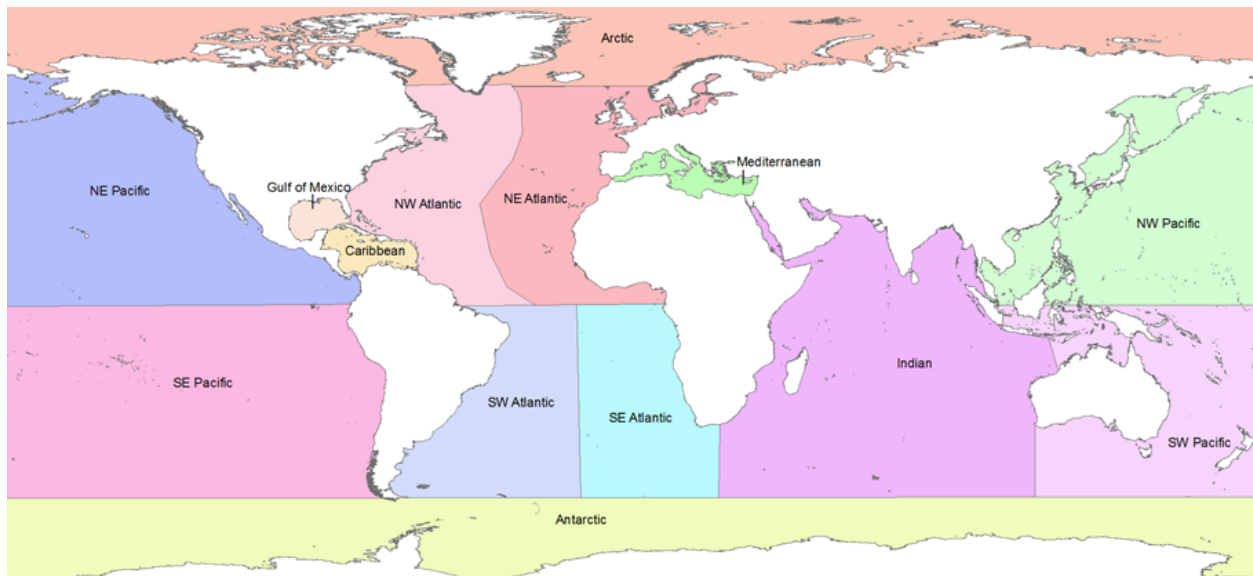 Arctic
Mediterranean
NE Pacific
Gulf of Mexico
NW Atlantic
NE Atlantic
NW Pacific
Caribbean
Indian
SE Pacific
SW Atlantic
SE Atlantic
SW Pacific
Antarctic